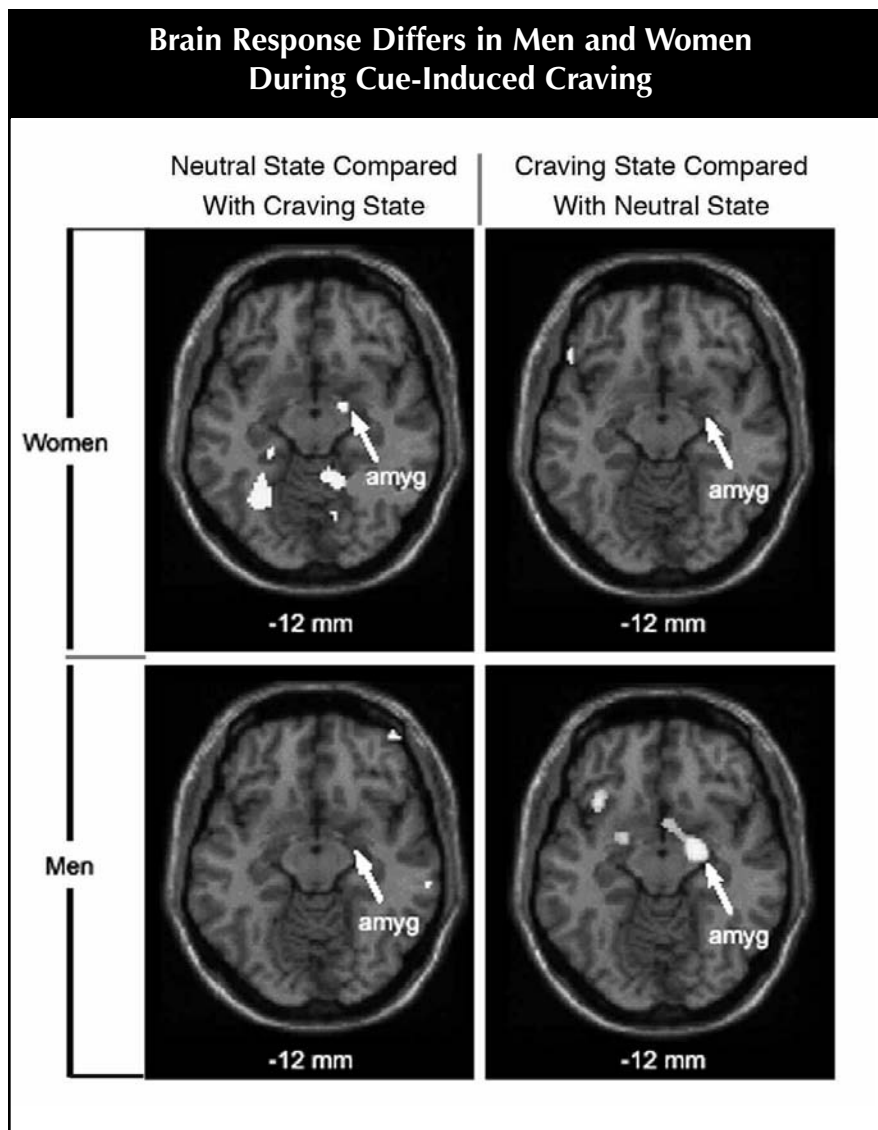 Brain Response Differs in Men and Women
During Cue-Induced Craving
Neutral State Compared
With Craving State
Craving State Compared
With Neutral State
Women
amyg
-12 mm
amyg
-12 mm
Men
amyg
-12 mm
amyg
-12 mm